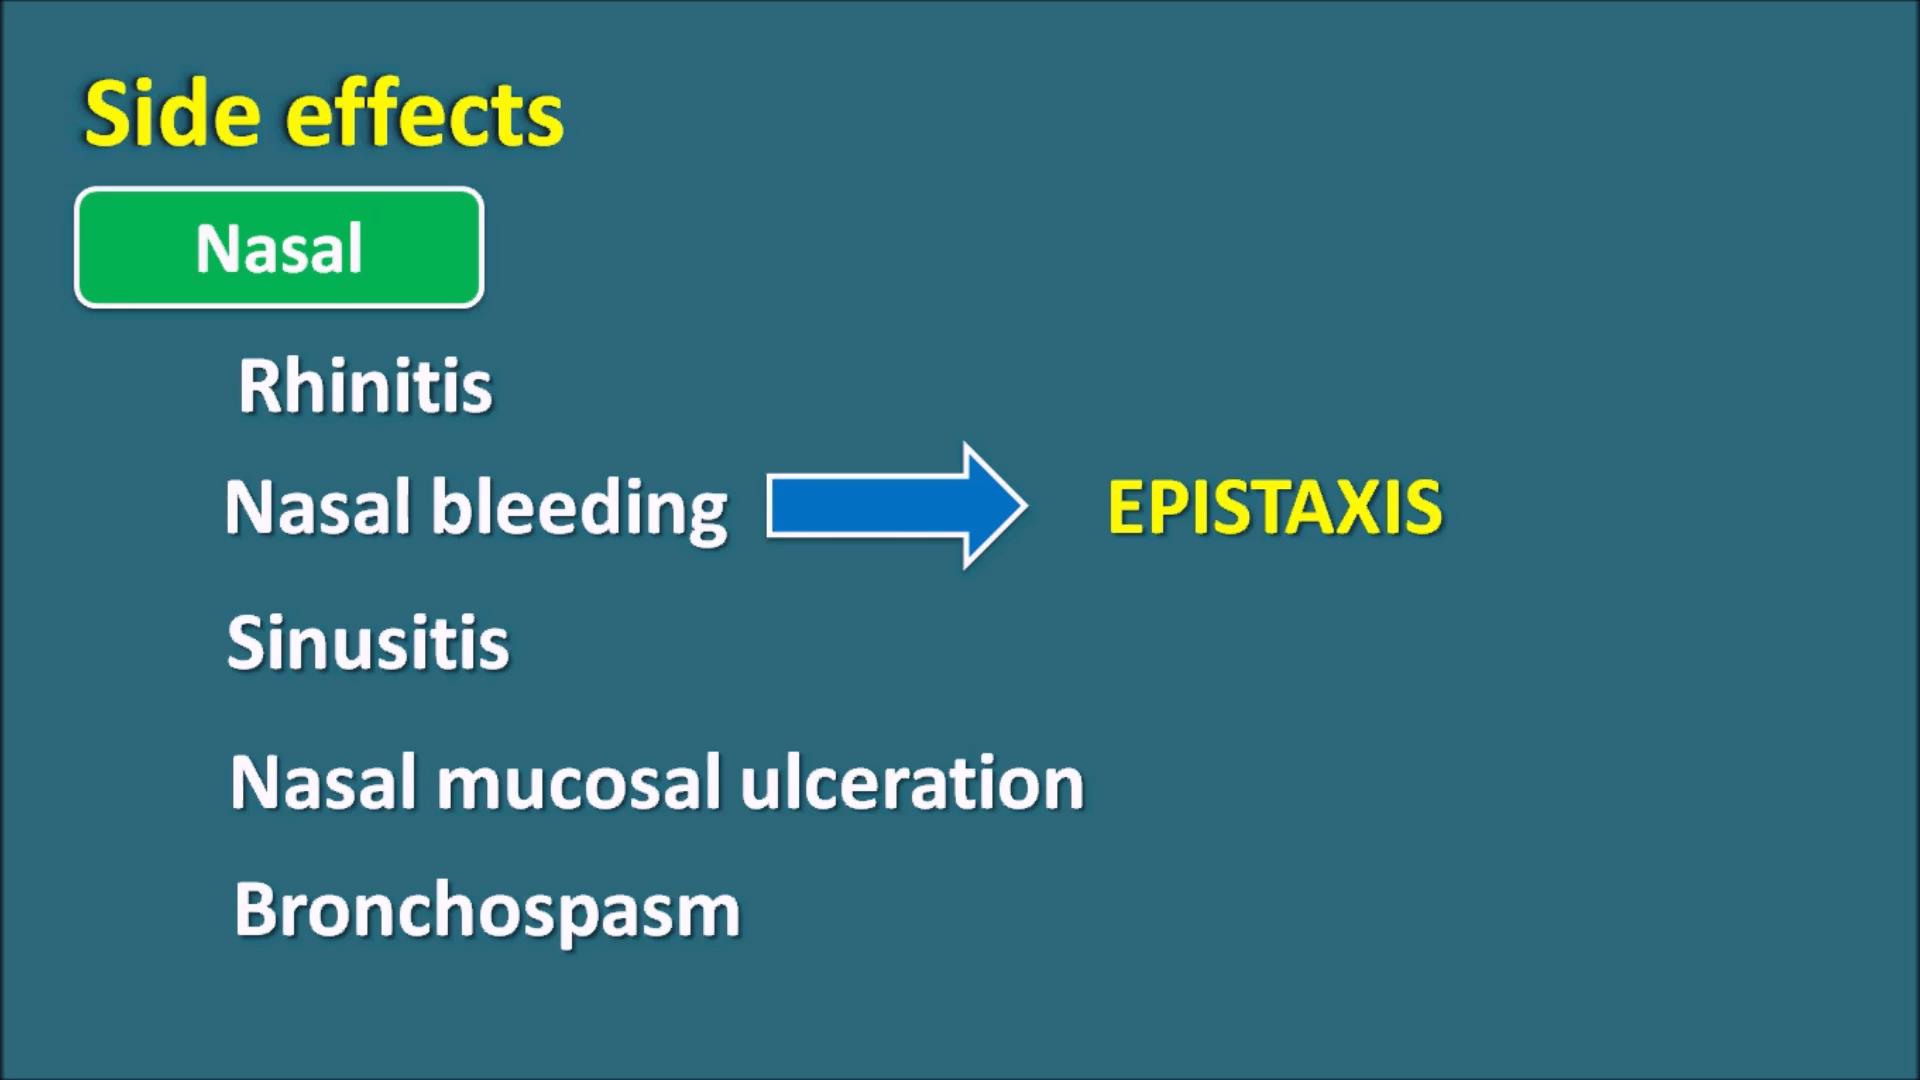 Side effects
Nasal
Rhinitis
Nasal bleeding EPISTAXIS
Sinusitis
Nasal mucosal ulceration
Bronchospasm